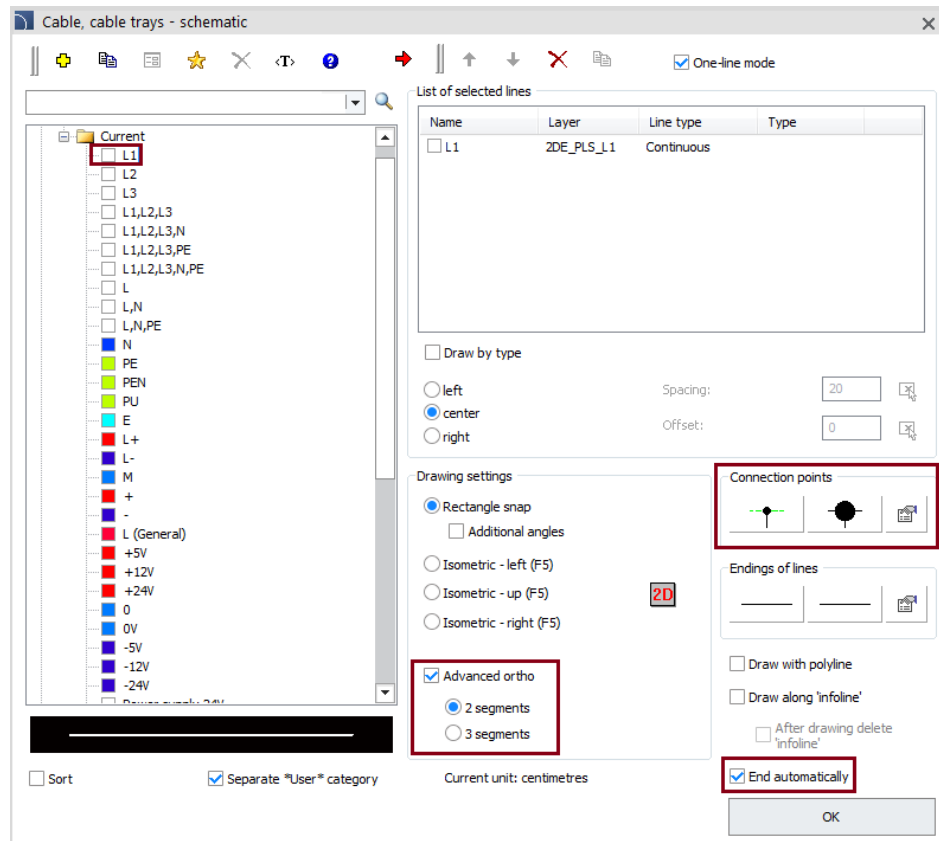 Cable, cable trays - schematic
‹T›
One-line mode
List of selected lines
Name Layer Line type Type
L1 2DE_PLS_L1 Continuous
Current
L1
L2
L3
L1,L2,L3
L1,L2,L3,N
L1,L2,L3,PE
L1,L2,L3,N,PE
L
L,N
L,N,PE
N
PE
PEN
PU
E
L+
L-
M
+
-
L (General)
+5V
+12V
+24V
0
0V
-5V
-12V
-24V
Power supply 24V
Sort
Separate *User* category
Draw by type
left
center
right
Spacing: 20
Offset: 0
Drawing settings
Rectangle snap
Additional angles
Isometric - left (F5)
Isometric - up (F5)
Isometric - right (F5)
2D
Advanced ortho
2 segments
3 segments
Current unit: centimetres
Connection points
Endings of lines
Draw with polyline
Draw along 'infoline'
After drawing delete
'infoline'
End automatically
OK